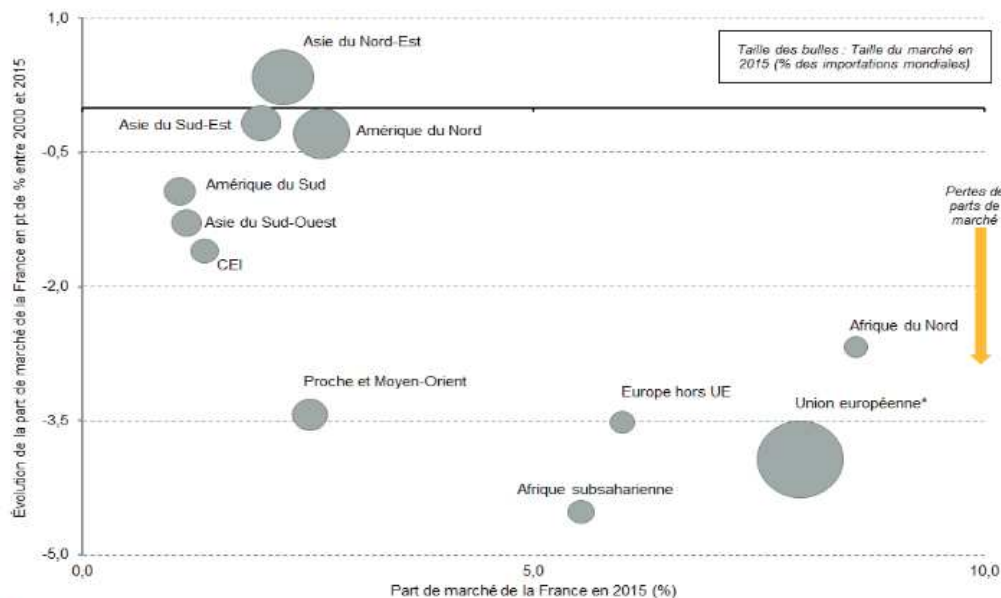 1,0
Asie du Nord-Est
Taille des bulles : Taille du marché en
2015 (% des importations mondiales)
Asie du Sud-Est
Amérique du Nord
-0,5
Amérique du Sud
Pertes de
parts de
marché
Asie du Sud-Ouest
CEI
-2,0
Afrique du Nord
Proche et Moyen-Orient
Europe hors UE
Union européenne*
-3,5
Afrique subsaharienne
-5,0
0,0
5,0
10,0
Part de marché de la France en 2015 (%)
Évolution de la part de marché de la France en pt de % entre 2000 et 2015